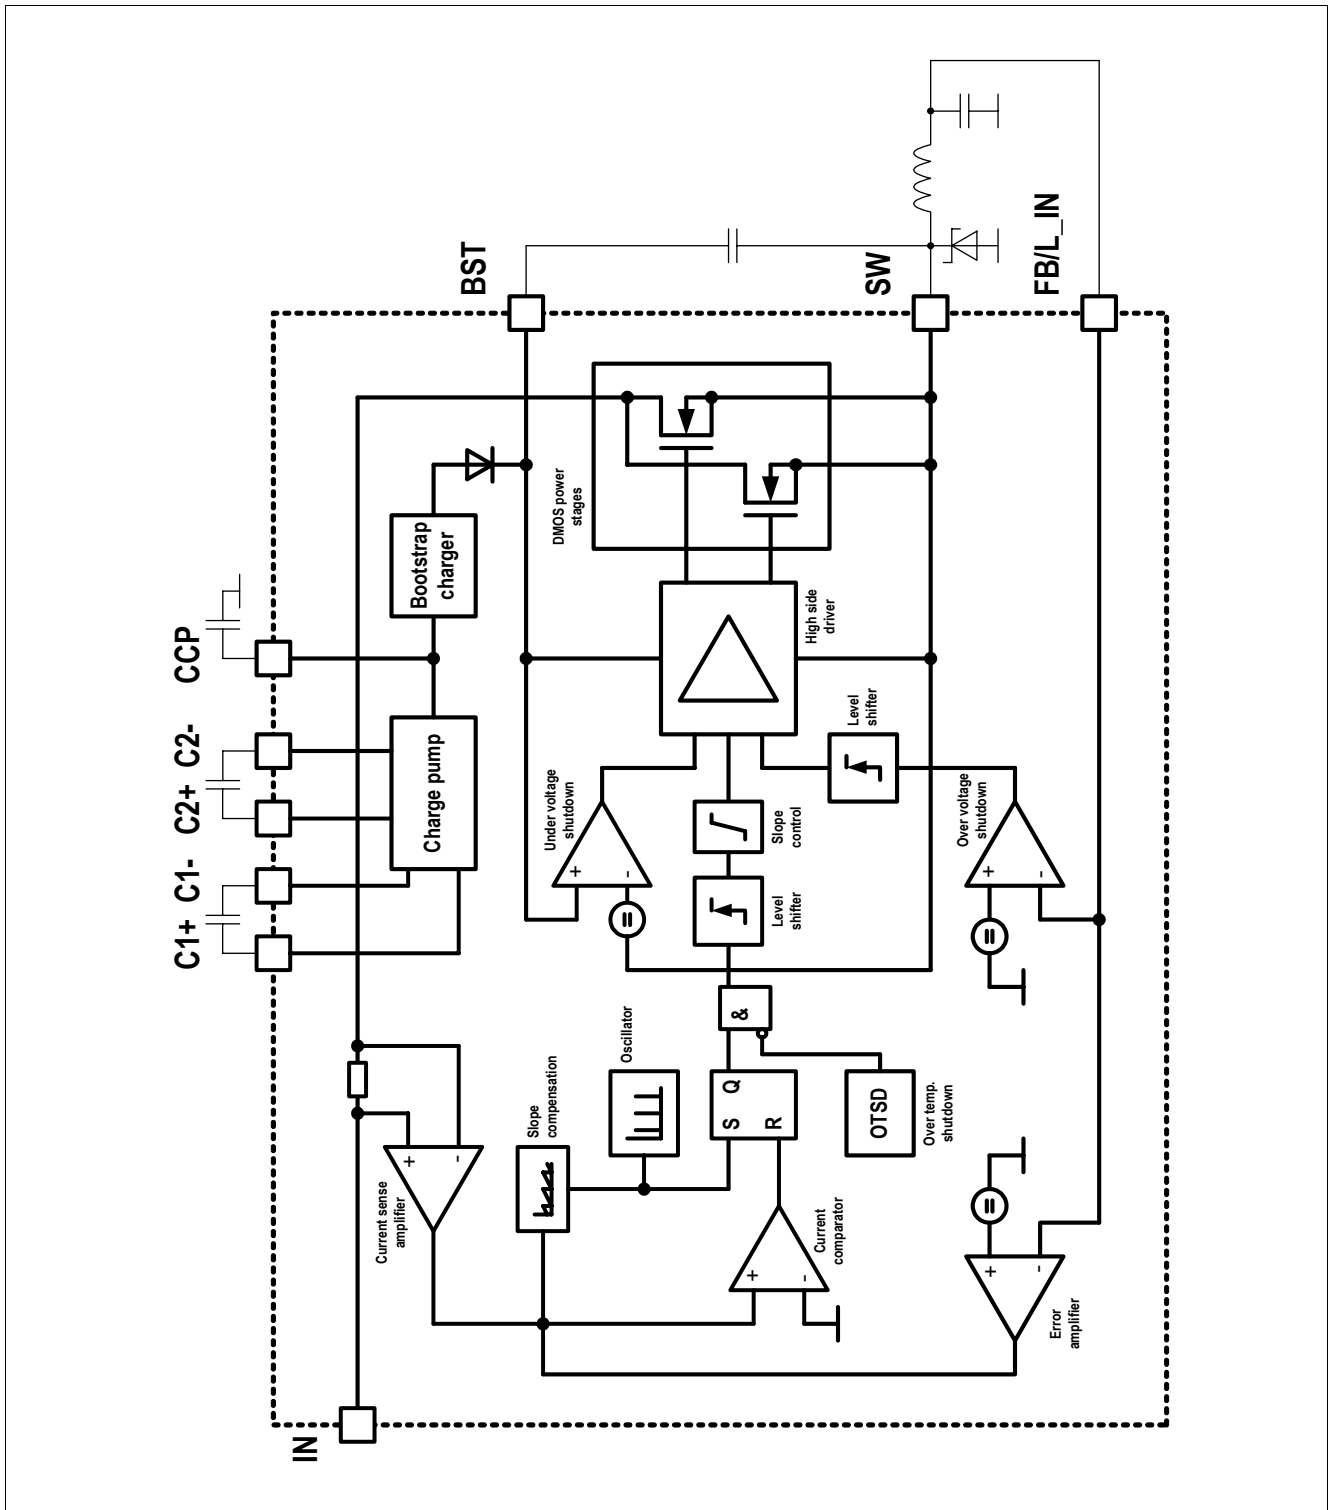 IN
C1+
C1-
C2+
C2-
CCP
BST
SW
FB/L_IN
Charge pump
Bootstrap
charger
Current sense
amplifier
+
-
Slope
compensation
Oscillator
S
Q
R
&
OTSD
Over temp.
shutdown
Current
comparator
+
-
Error
amplifier
+
-
=
Under voltage
shutdown
+
-
=
Level
shifter
Slope
control
High side
driver
Level
shifter
Over voltage
shutdown
+
-
=
DMOS power
stages